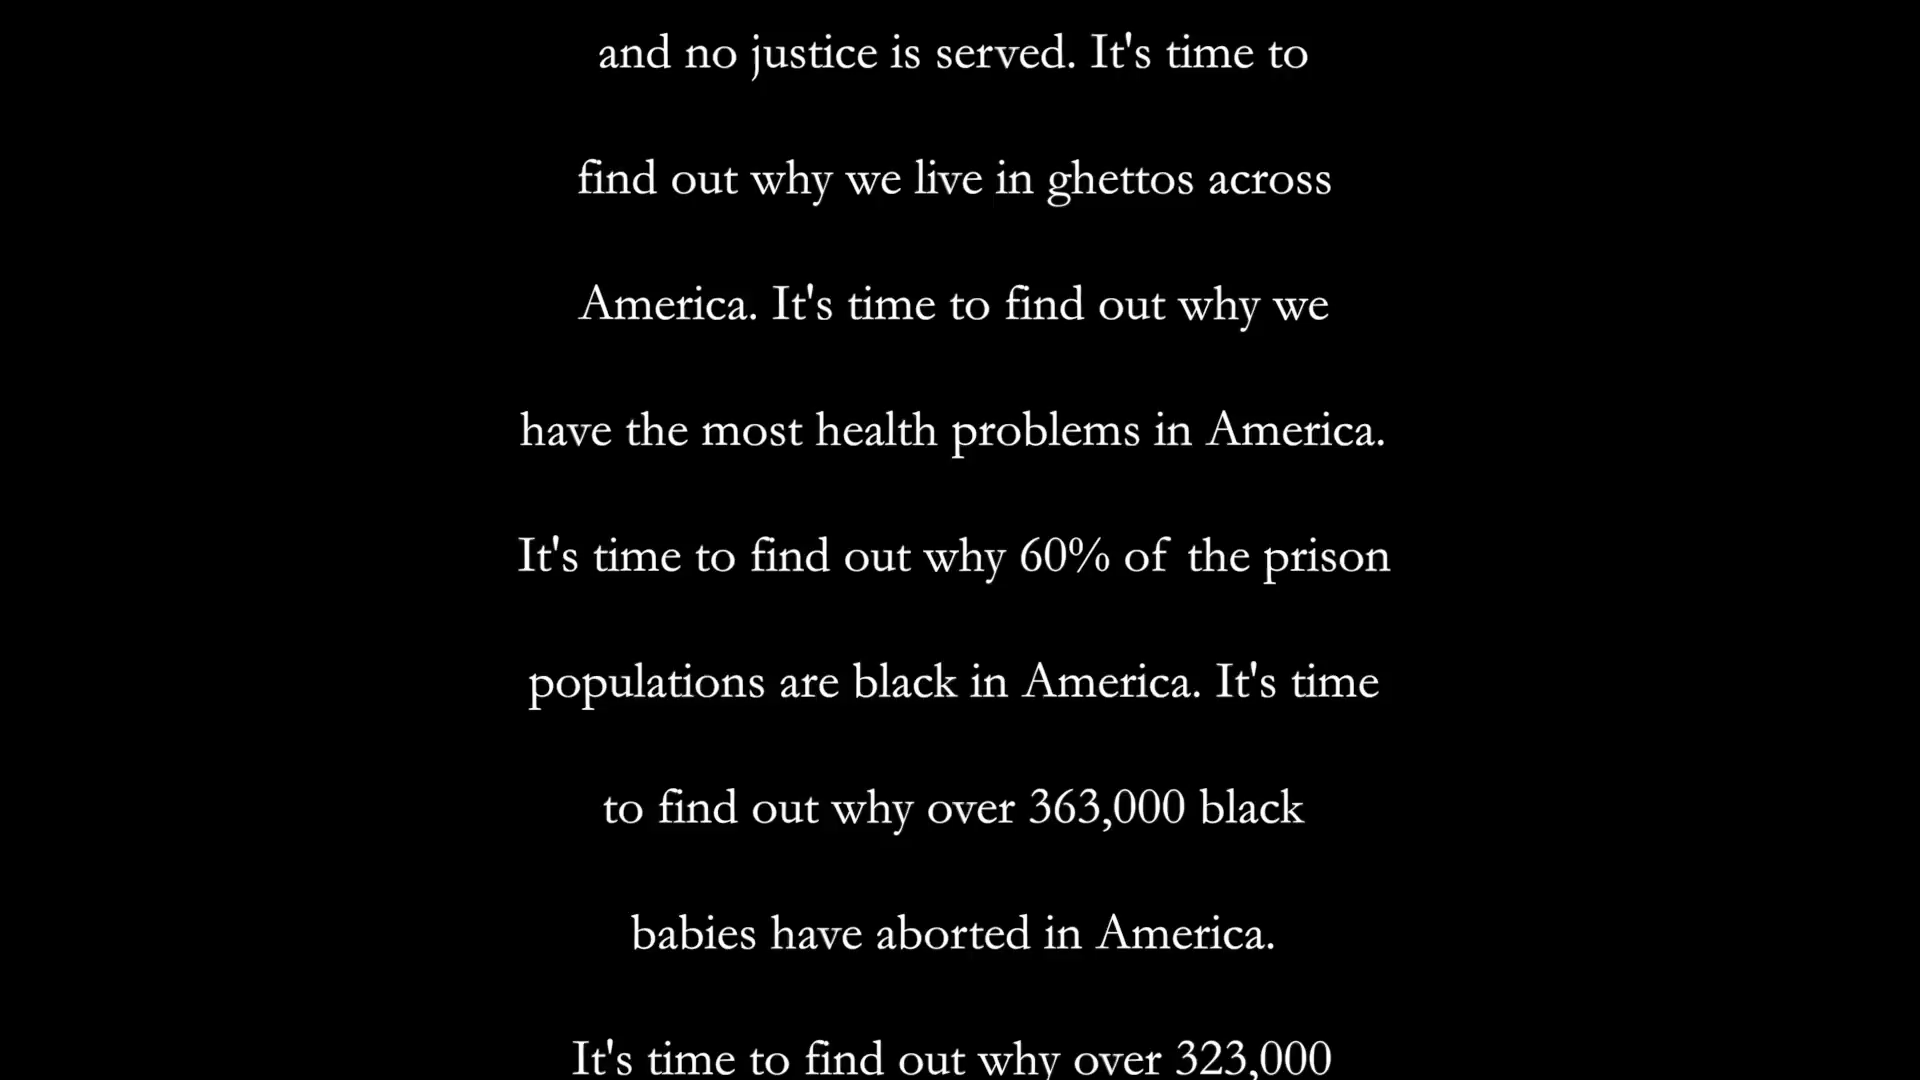 and no justice is served. It's time to
find out why we live in ghettos across
America. It's time to find out why we
have the most health problems in America.
It's time to find out why 60% of the prison
populations are black in America. It's time
to find out why over 363,000 black
babies have aborted in America.
It's time to find out why over 323,000